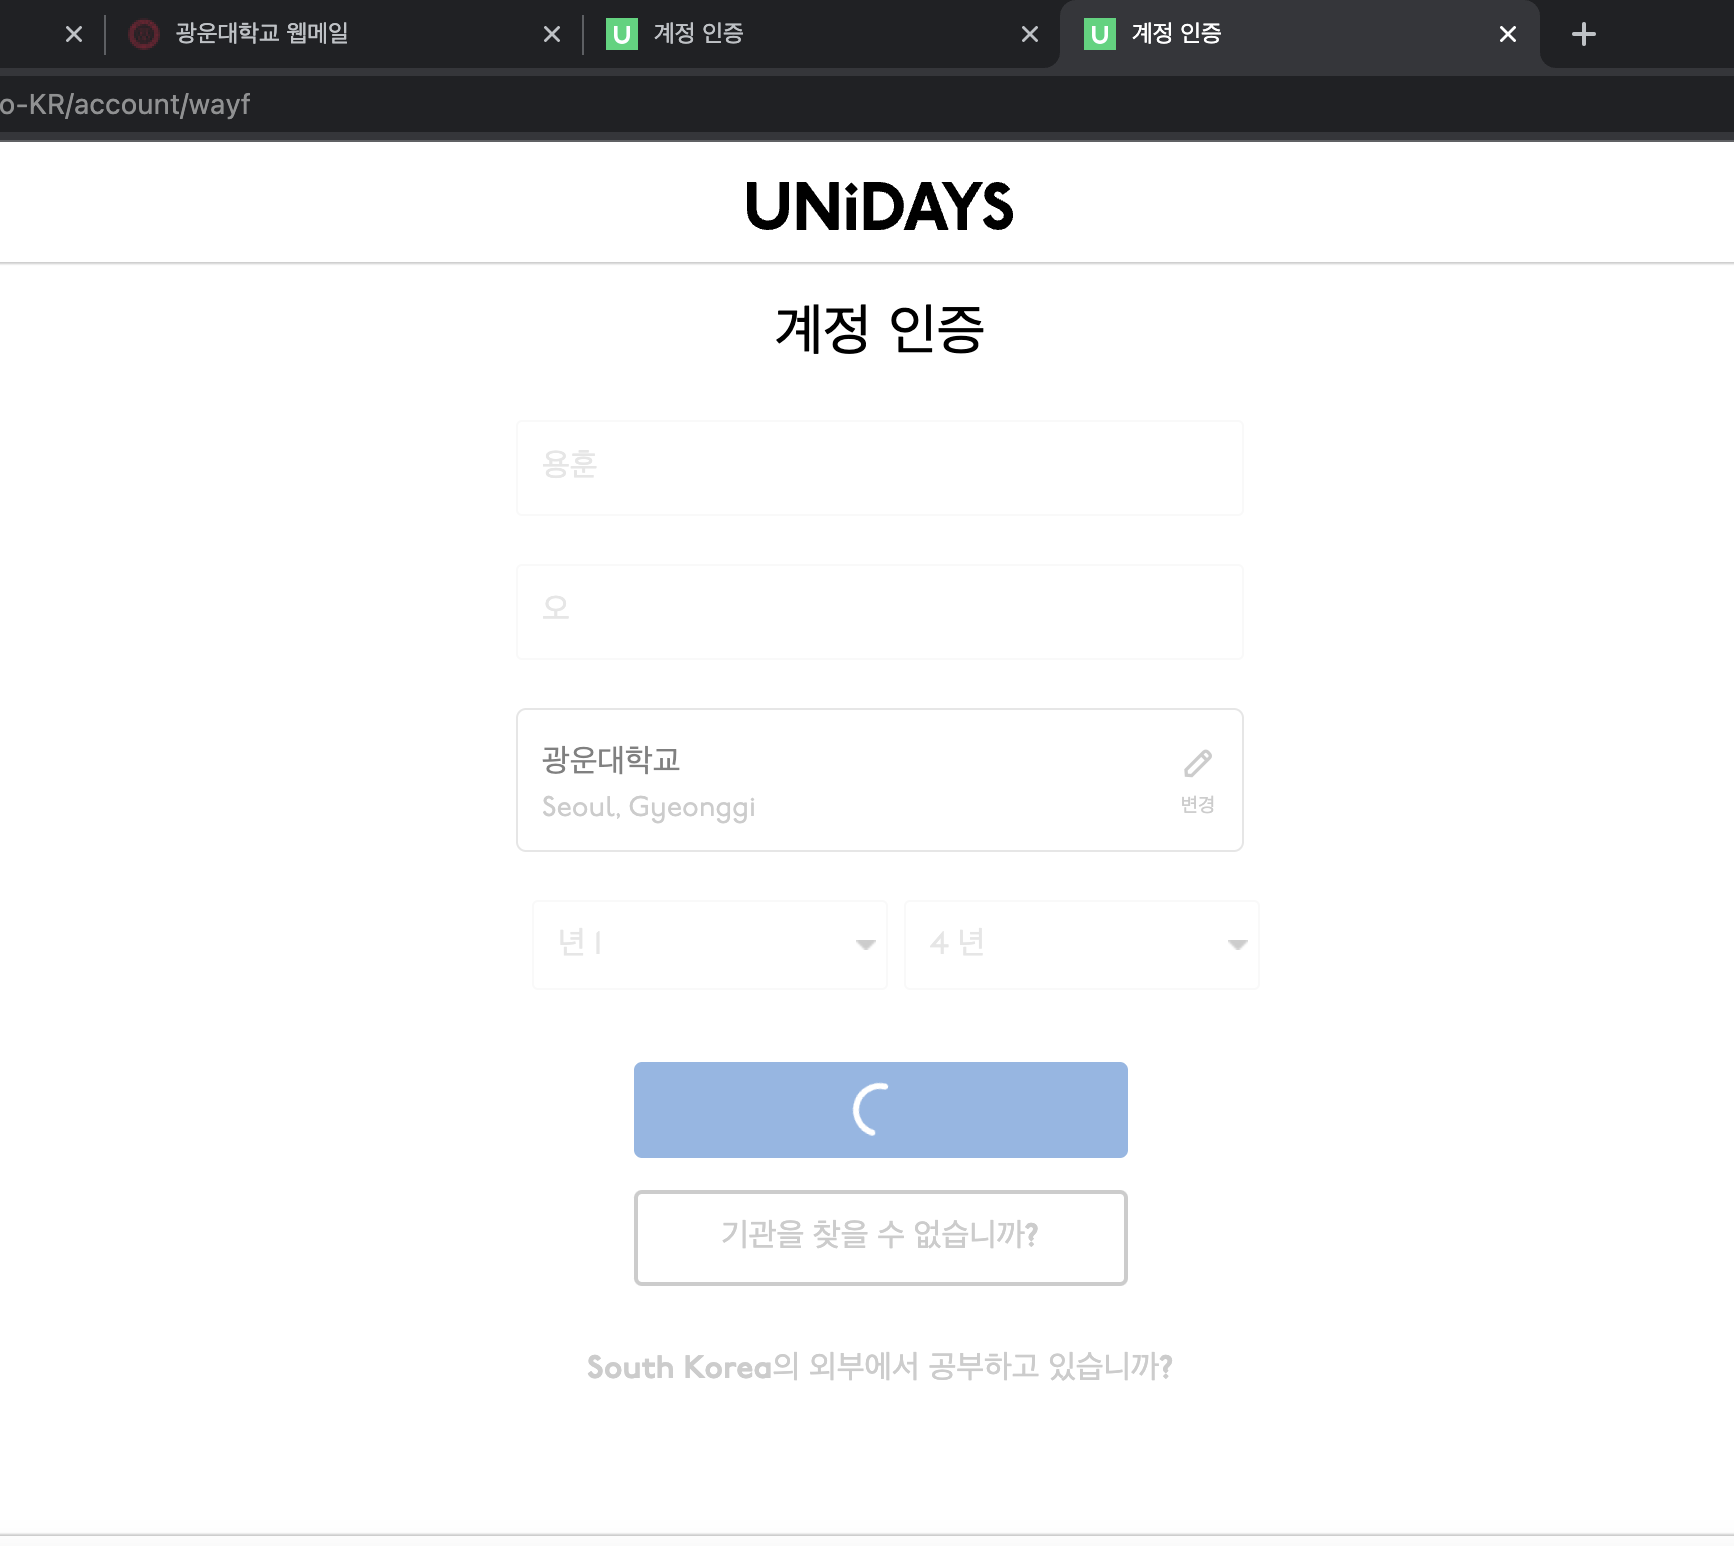 광운대학교 웹메일
계정 인증
계정 인증
o-KR/account/wayf
UNiDAYS
계정 인증
용훈
오
광운대학교
Seoul, Gyeonggi
변경
년 1
4 년
기관을 찾을 수 없습니까?
South Korea의 외부에서 공부하고 있습니까?